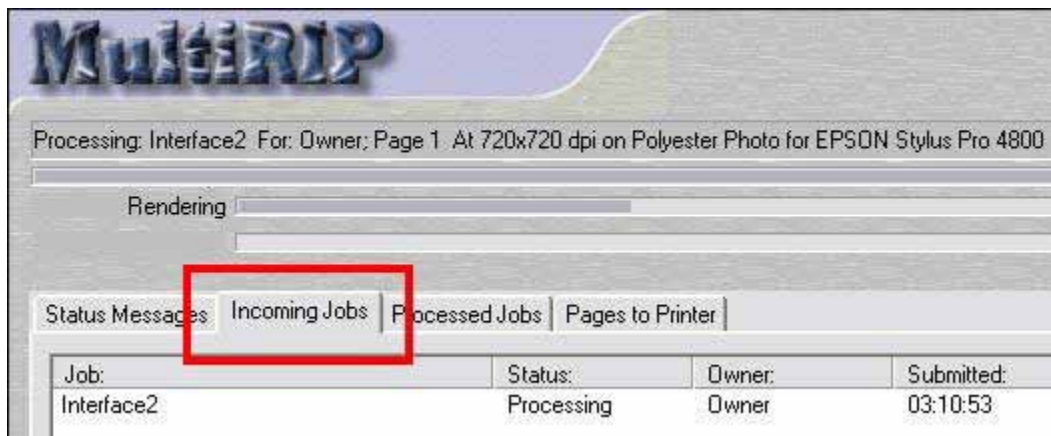 MultiRIP
Processing: Interface2 For: Owner; Page 1 At 720x720 dpi on Polyester Photo for EPSON Stylus Pro 4800
Rendering
Status Messages Incoming Jobs Processed Jobs Pages to Printer
Job: Status: Owner: Submitted:
Interface2 Processing Owner 03:10:53